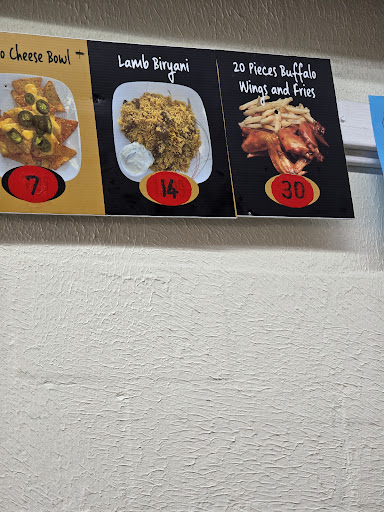 o Cheese Bowl
7
Lamb Biryani
14
20 Pieces Buffalo
Wings and Fries
30